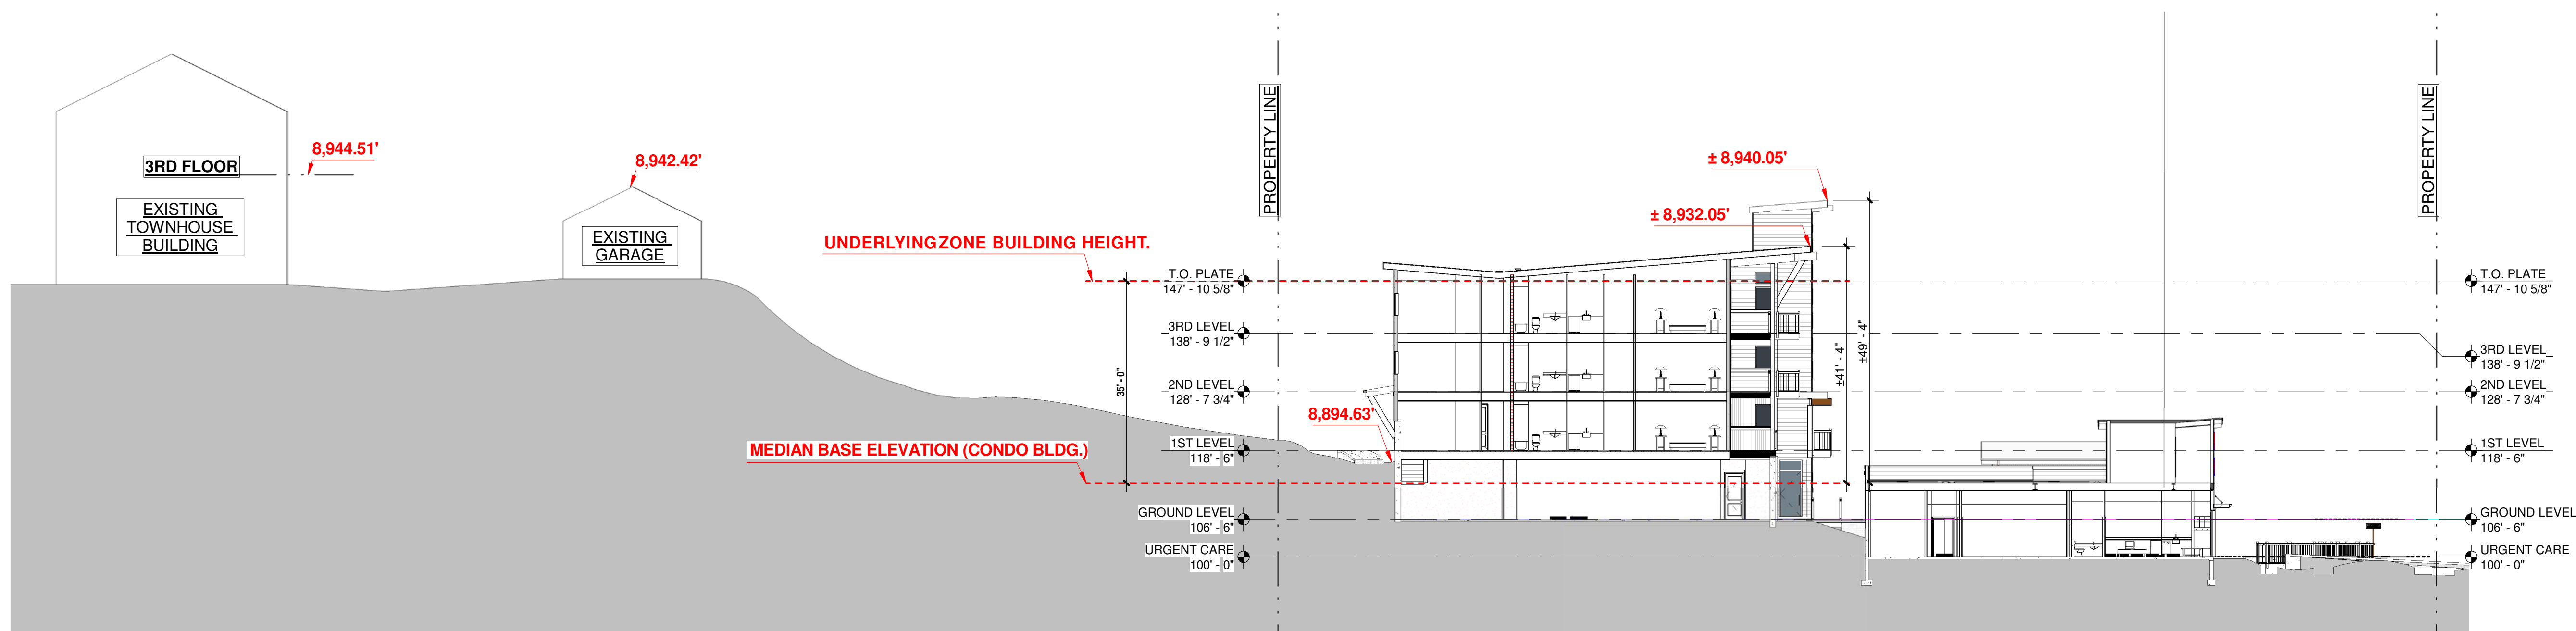 8,944.51'
3RD FLOOR
EXISTING
TOWNHOUSE
BUILDING
8,942.42'
EXISTING
GARAGE
UNDERLYING ZONE BUILDING HEIGHT.
MEDIAN BASE ELEVATION (CONDO BLDG.)
35' - 0"
T.O. PLATE
147' - 10 5/8"
3RD LEVEL
138' - 9 1/2"
2ND LEVEL
128' - 7 3/4"
1ST LEVEL
118' - 6"
GROUND LEVEL
106' - 6"
URGENT CARE
100' - 0"
PROPERTY LINE
8,894.63'
± 8,940.05'
± 8,932.05'
±41' - 4"
±49' - 4"
PROPERTY LINE
T.O. PLATE
147' - 10 5/8"
3RD LEVEL
138' - 9 1/2"
2ND LEVEL
128' - 7 3/4"
1ST LEVEL
118' - 6"
GROUND LEVEL
106' - 6"
URGENT CARE
100' - 0"